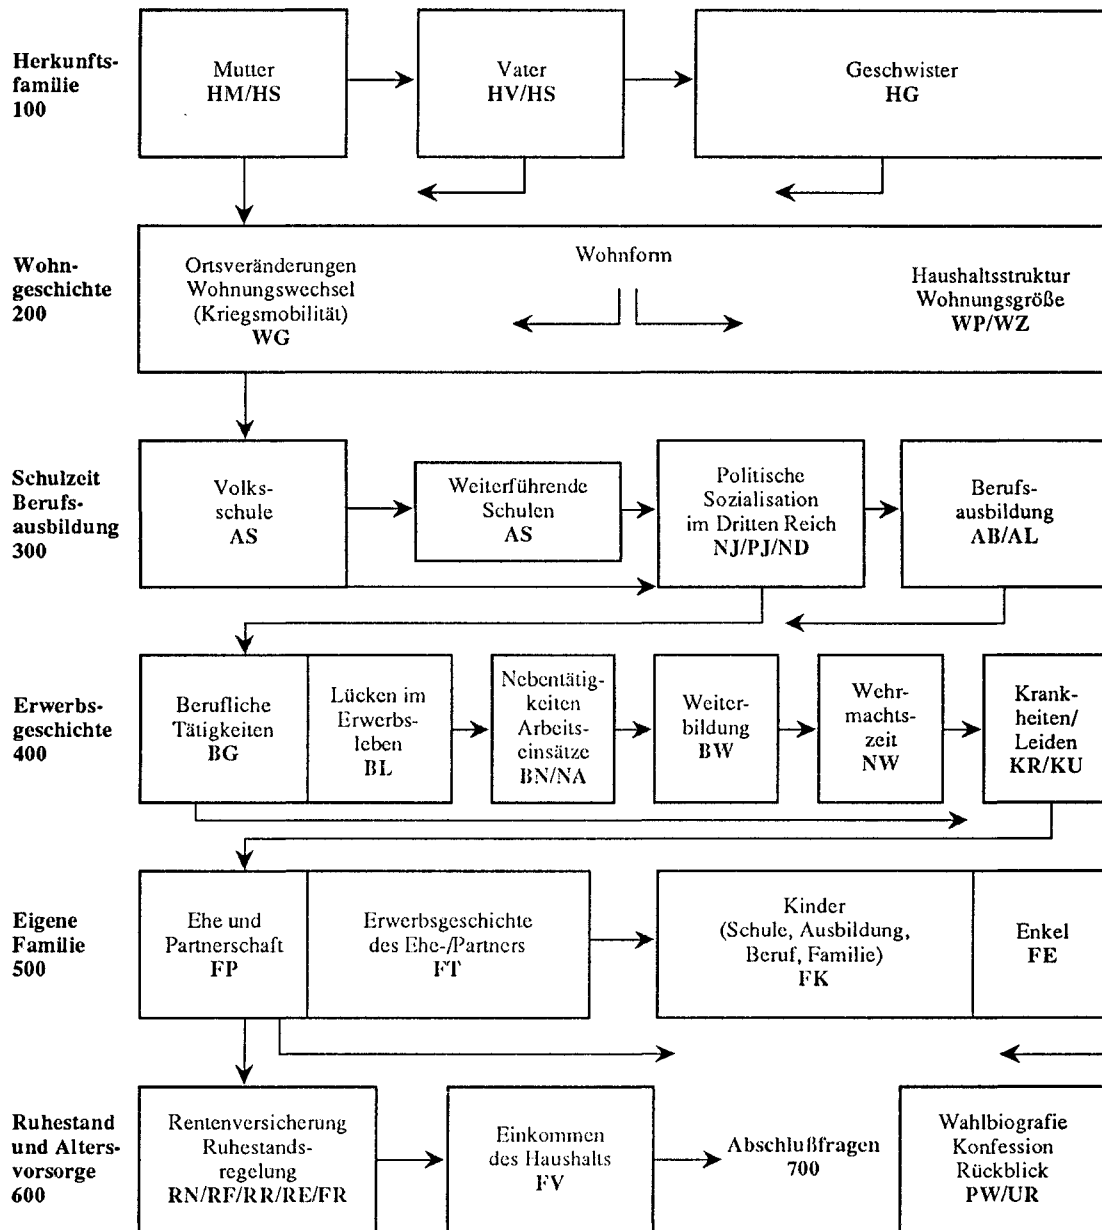 Herkunfts-
familie
100
Mutter
HM/HS
Vater
HV/HS
Geschwister
HG
Wohn-
geschichte
200
Ortsveränderungen
Wohnungswechsel
(Kriegsmobilität)
WG
Wohnform
Haushaltsstruktur
Wohnungsgröße
WP/WZ
Schulzeit
Berufs-
ausbildung
300
Volks-
schule
AS
Weiterführende
Schulen
AS
Politische
Sozialisation
im Dritten Reich
NJ/PJ/ND
Berufs-
ausbildung
AB/AL
Erwerbs-
geschichte
400
Berufliche
Tätigkeiten
BG
Lücken im
Erwerbs-
leben
BL
Nebentätig-
keiten
Arbeits-
einsätze
BN/NA
Weiter-
bildung
BW
Wehr-
machts-
zeit
NW
Krank-
heiten/
Leiden
KR/KU
Eigene
Familie
500
Ehe und
Partnerschaft
FP
Erwerbsgeschichte
des Ehe-/Partners
FT
Kinder
(Schule, Ausbildung,
Beruf, Familie)
FK
Enkel
FE
Ruhestand
und Alters-
vorsorge
600
Rentenversicherung
Ruhestands-
regelung
RN/RF/RR/RE/FR
Einkommen
des Haushalts
FV
Abschlußfragen
700
Wahlbiografie
Konfession
Rückblick
PW/UR